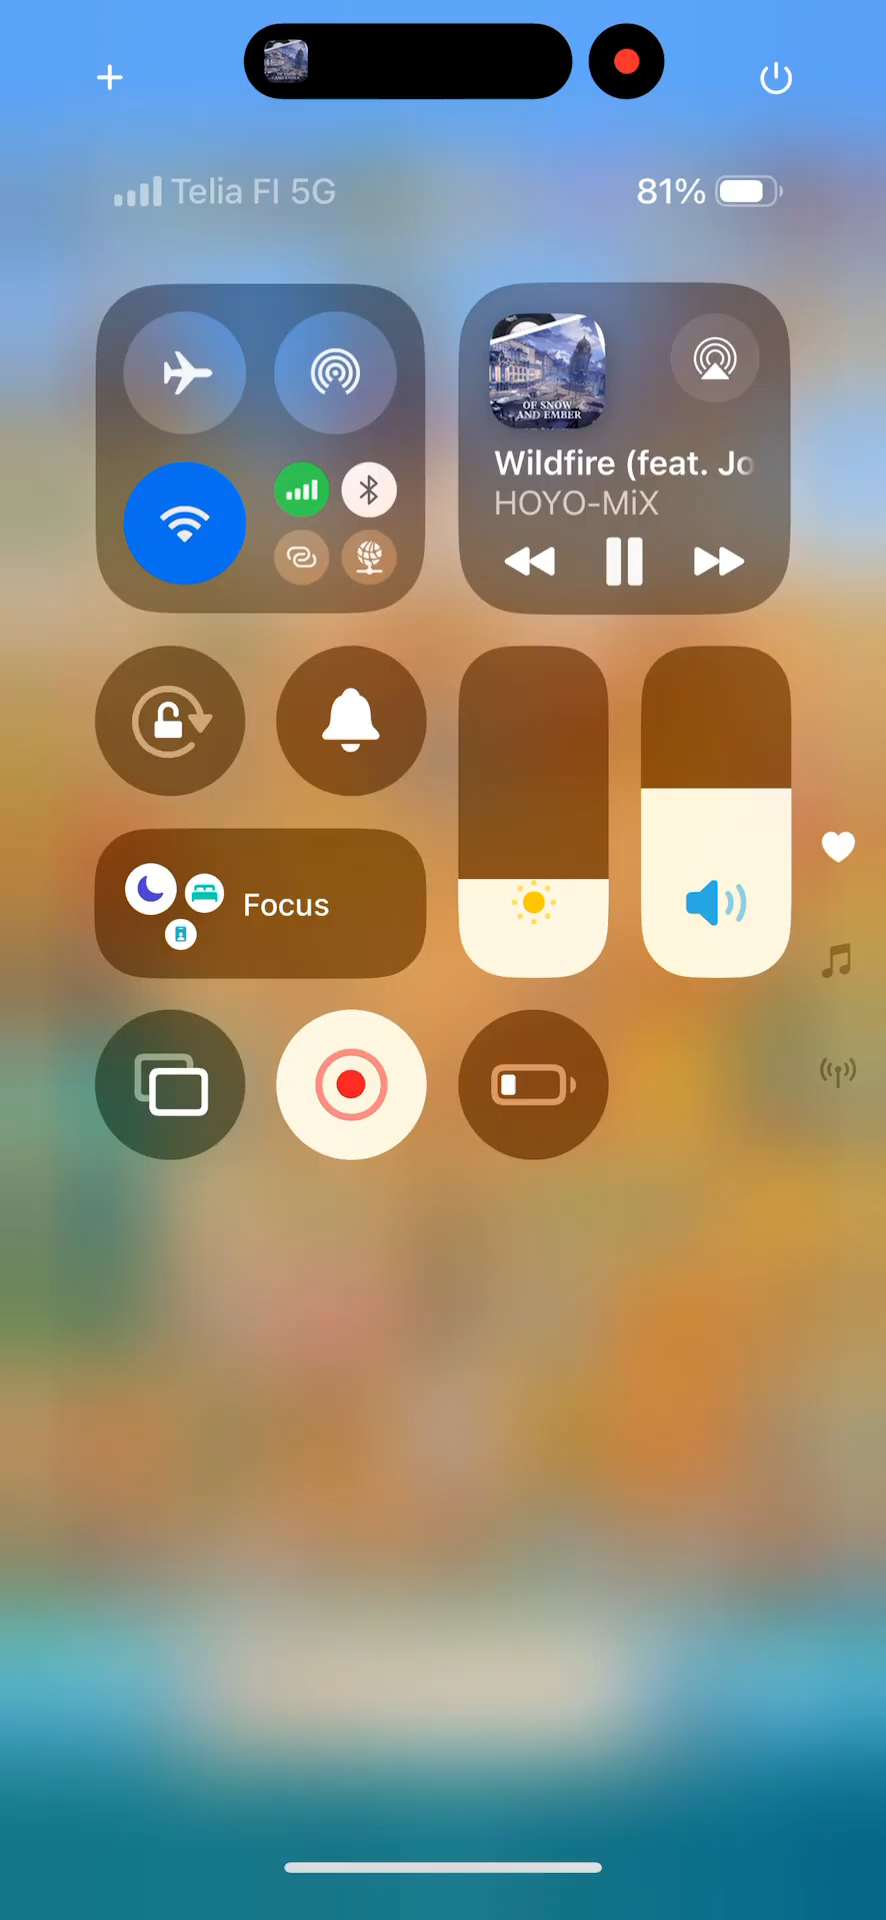 Telia FI 5G
81%
OF SNOW
AND EMBER
Wildfire (feat. Jo
HOYO-MiX
Focus